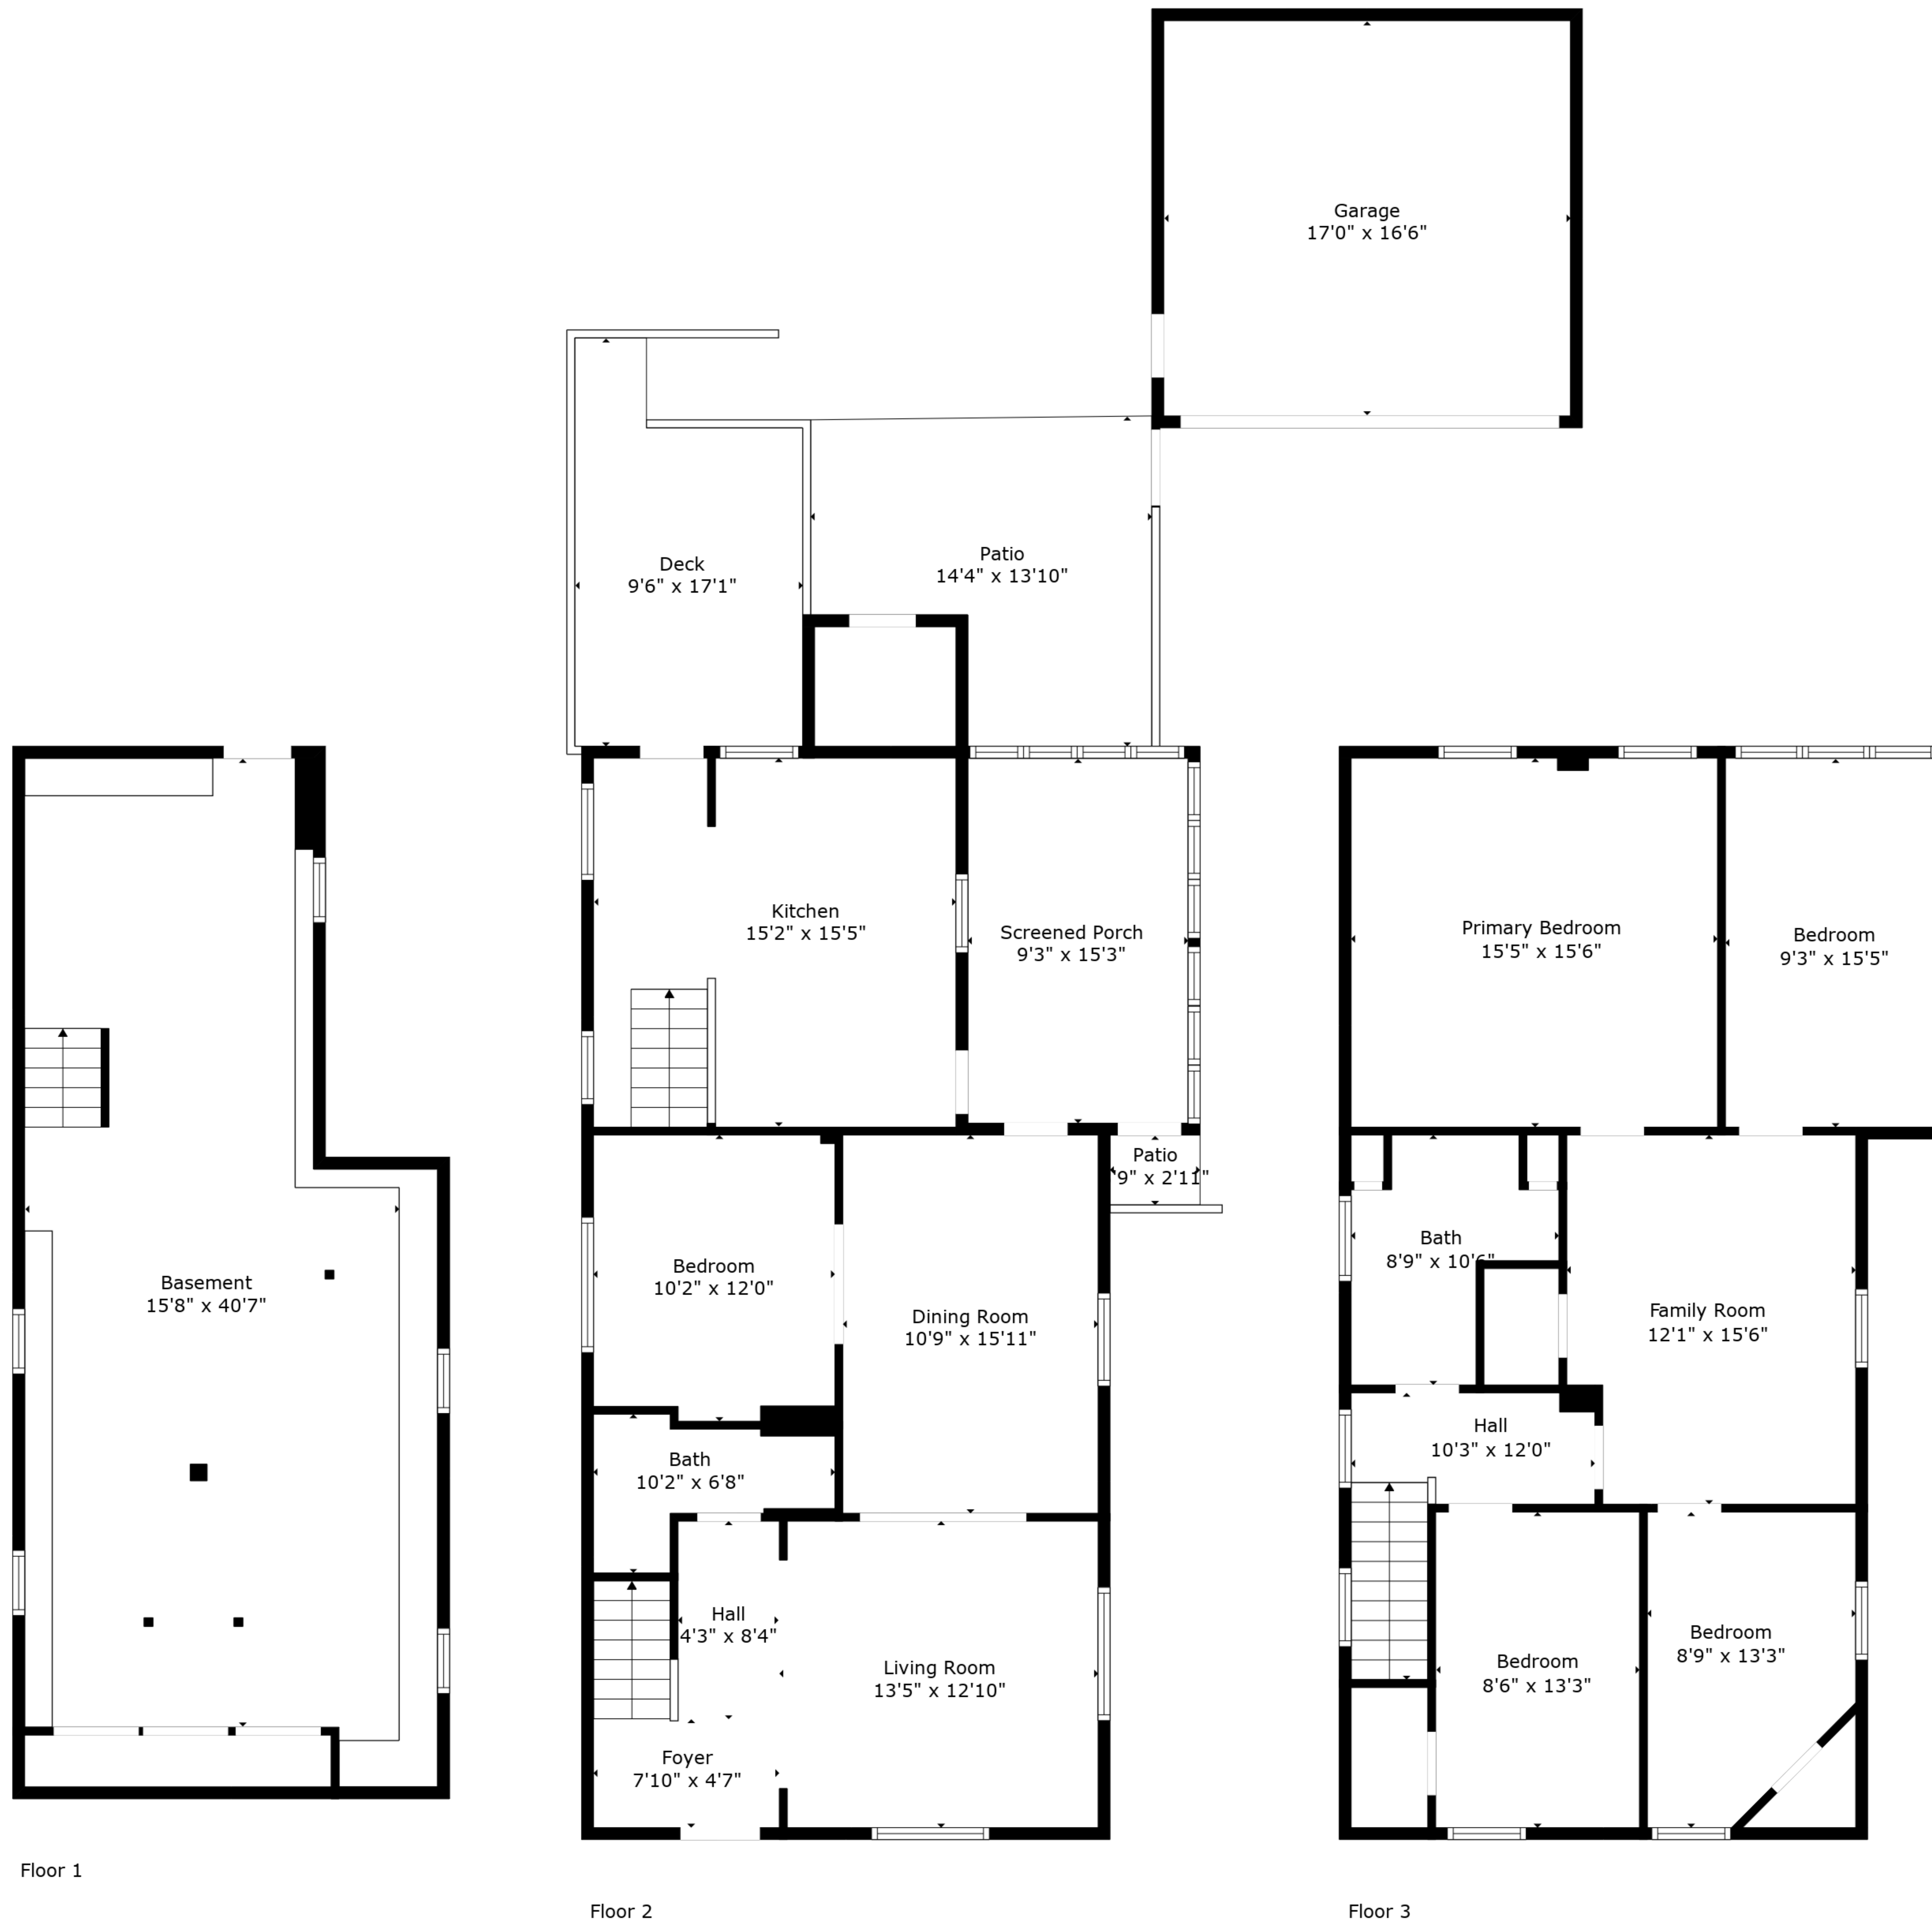 Garage
17'0" x 16'6"
Deck
9'6" x 17'1"
Patio
14'4" x 13'10"
Kitchen
15'2" x 15'5"
Screened Porch
9'3" x 15'3"
Primary Bedroom
15'5" x 15'6"
Bedroom
9'3" x 15'5"
Patio
'9" x 2'11"
Basement
15'8" x 40'7"
Bedroom
10'2" x 12'0"
Dining Room
10'9" x 15'11"
Bath
8'9" x 10'6"
Family Room
12'1" x 15'6"
Bath
10'2" x 6'8"
Hall
10'3" x 12'0"
Hall
4'3" x 8'4"
Living Room
13'5" x 12'10"
Bedroom
8'6" x 13'3"
Bedroom
8'9" x 13'3"
Foyer
7'10" x 4'7"
Floor 1
Floor 2
Floor 3